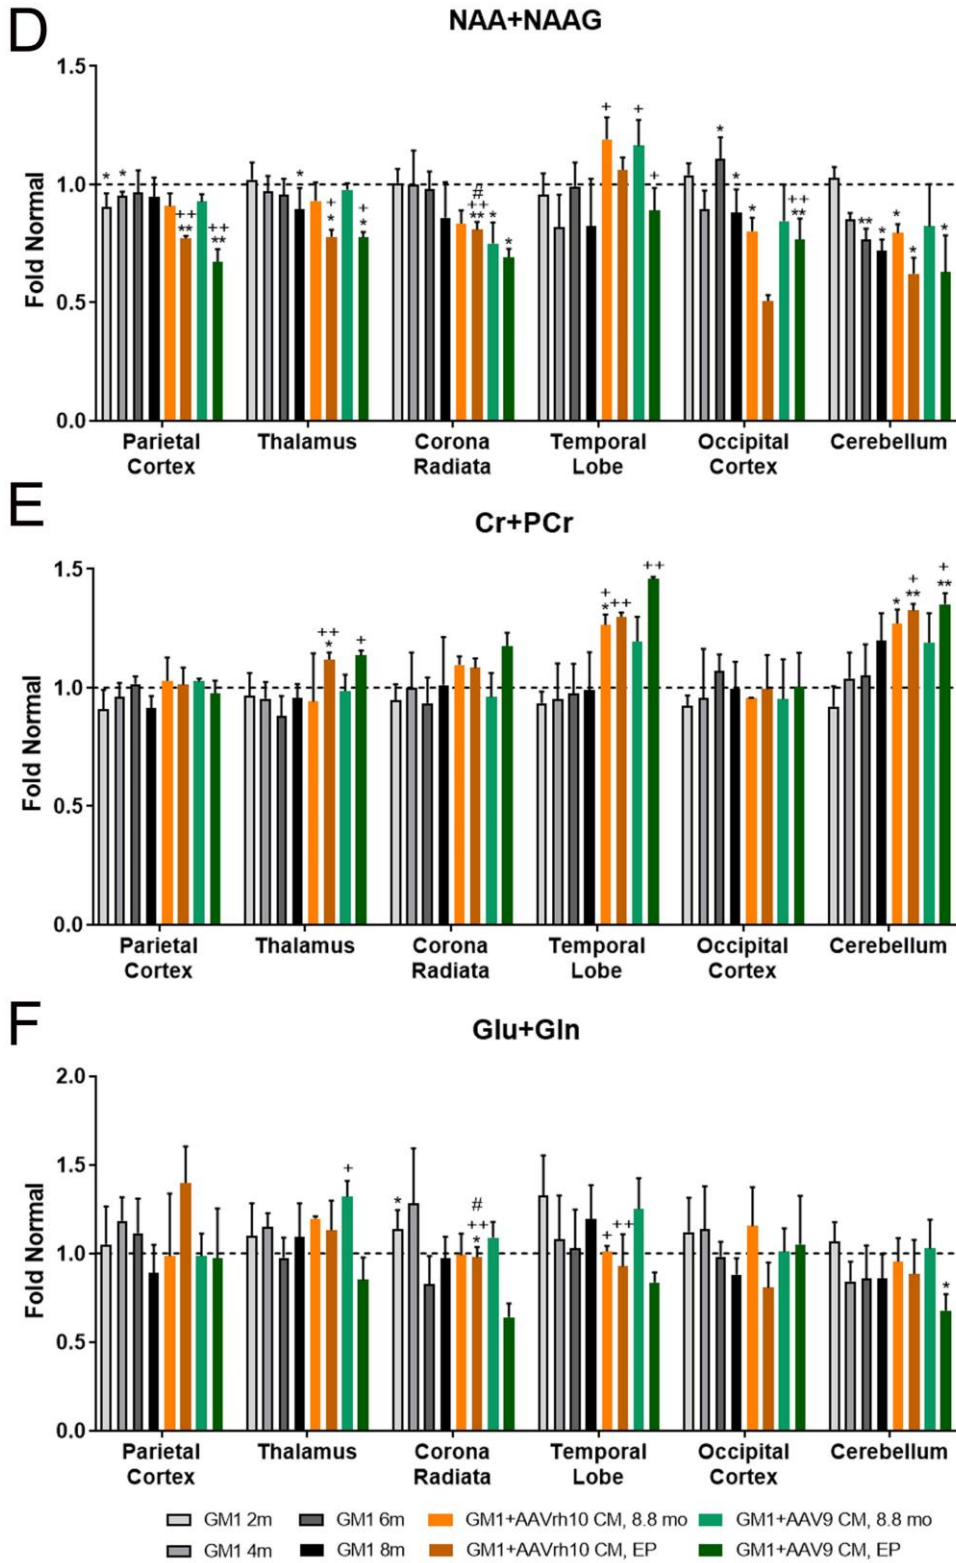 D
NAA+NAAG
Fold Normal
1.5
1.0
0.5
0.0
* * ++ ** ++ **
* + * + *
# ++ ** * *
+ + +
* * * ++ **
** * * * *
Parietal Cortex
Thalamus
Corona Radiata
Temporal Lobe
Occipital Cortex
Cerebellum
E
Cr+PCr
Fold Normal
1.5
1.0
0.5
0.0
++ * +
+ * ++ ++
* + ** + **
Parietal Cortex
Thalamus
Corona Radiata
Temporal Lobe
Occipital Cortex
Cerebellum
F
Glu+Gln
Fold Normal
2.0
1.5
1.0
0.5
0.0
+
* # ++ *
+ ++
*
Parietal Cortex
Thalamus
Corona Radiata
Temporal Lobe
Occipital Cortex
Cerebellum
GM1 2m
GM1 6m
GM1+AAVrh10 CM, 8.8 mo
GM1+AAV9 CM, 8.8 mo
GM1 4m
GM1 8m
GM1+AAVrh10 CM, EP
GM1+AAV9 CM, EP